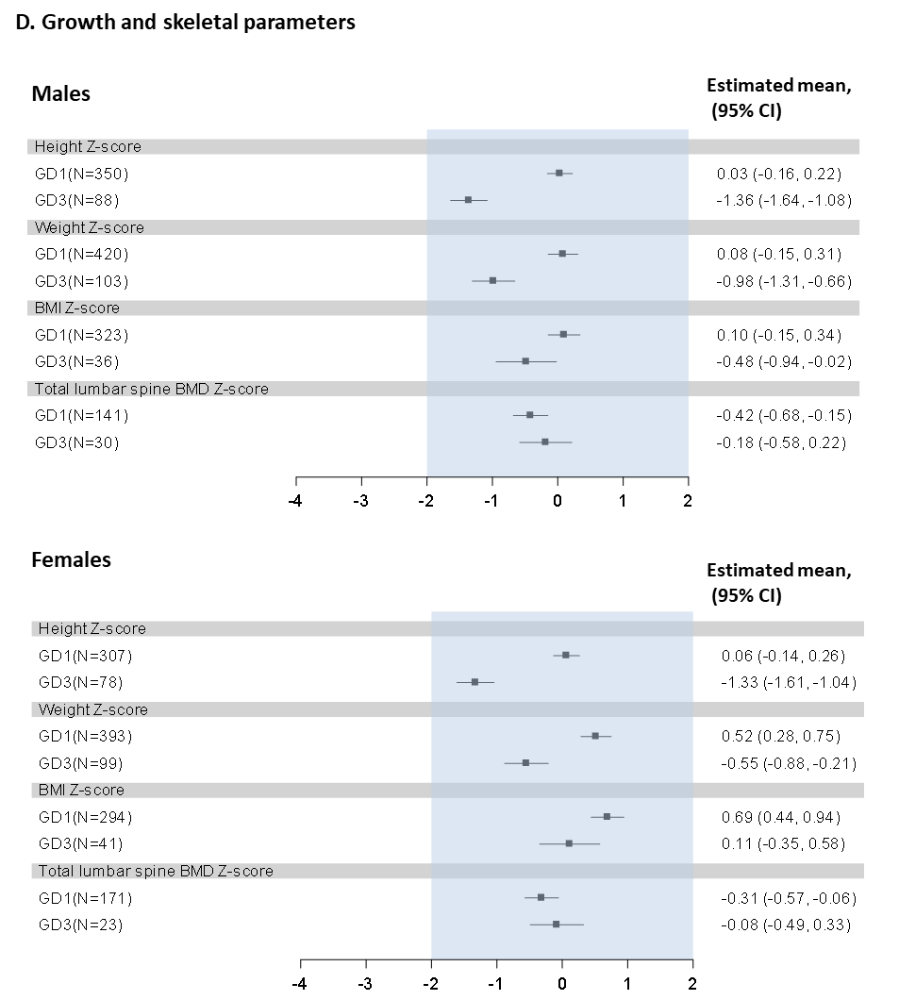 D. Growth and skeletal parameters
Males
Estimated mean,
(95% CI)
Height Z-score
GD1(N=350) 0.03 (-0.16, 0.22)
GD3(N=88) -1.36 (-1.64, -1.08)
Weight Z-score
GD1(N=420) 0.08 (-0.15, 0.31)
GD3(N=103) -0.98 (-1.31, -0.66)
BMI Z-score
GD1(N=323) 0.10 (-0.15, 0.34)
GD3(N=36) -0.48 (-0.94, -0.02)
Total lumbar spine BMD Z-score
GD1(N=141) -0.42 (-0.68, -0.15)
GD3(N=30) -0.18 (-0.58, 0.22)
-4 -3 -2 -1 0 1 2
Females
Estimated mean,
(95% CI)
Height Z-score
GD1(N=307) 0.06 (-0.14, 0.26)
GD3(N=78) -1.33 (-1.61, -1.04)
Weight Z-score
GD1(N=393) 0.52 (0.28, 0.75)
GD3(N=99) -0.55 (-0.88, -0.21)
BMI Z-score
GD1(N=294) 0.69 (0.44, 0.94)
GD3(N=41) 0.11 (-0.35, 0.58)
Total lumbar spine BMD Z-score
GD1(N=171) -0.31 (-0.57, -0.06)
GD3(N=23) -0.08 (-0.49, 0.33)
-4 -3 -2 -1 0 1 2